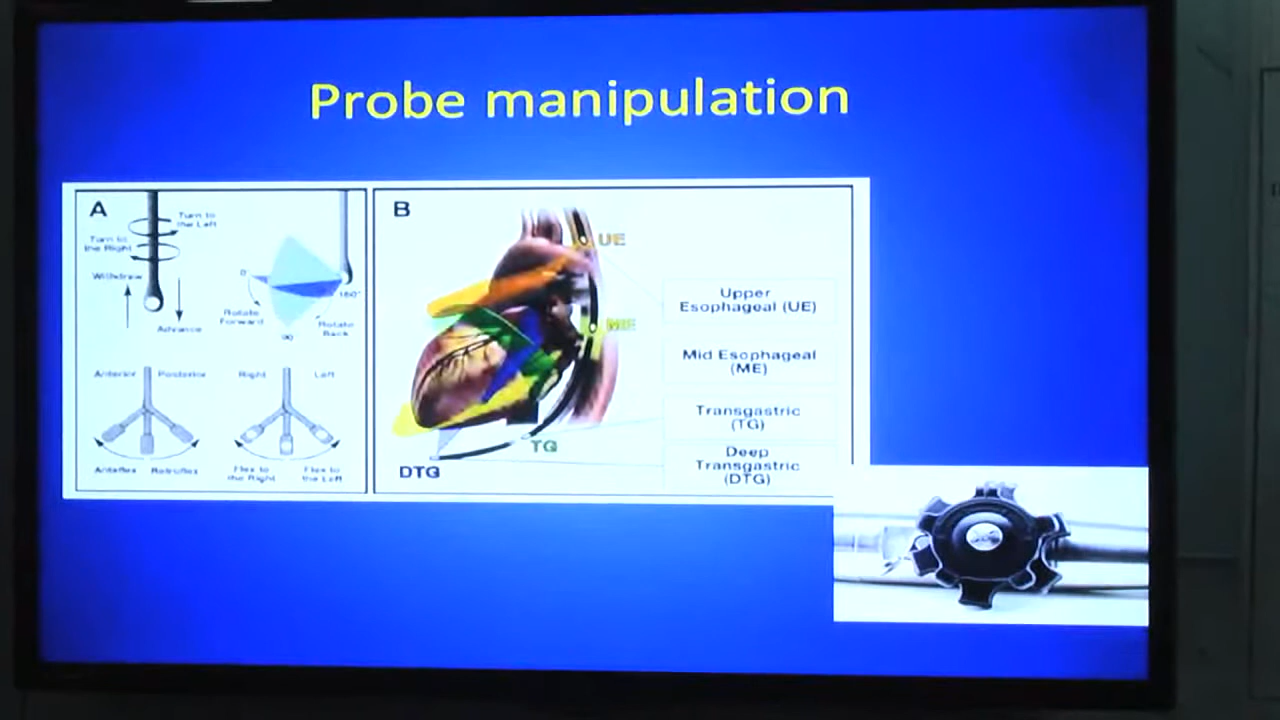 Probe manipulation
A
Turn to
the Left
Turn to
the Right
Withdraw
Advance
0
180°
Rotate
Forward
Rotate
Back
90
Anterior
Posterior
Right
Left
Anteflex
Retroflex
Flex to
the Right
Flex to
the Left
B
UE
ME
TG
DTG
Upper
Esophageal (UE)
Mid Esophageal
(ME)
Transgastric
(TG)
Deep
Transgastric
(DTG)